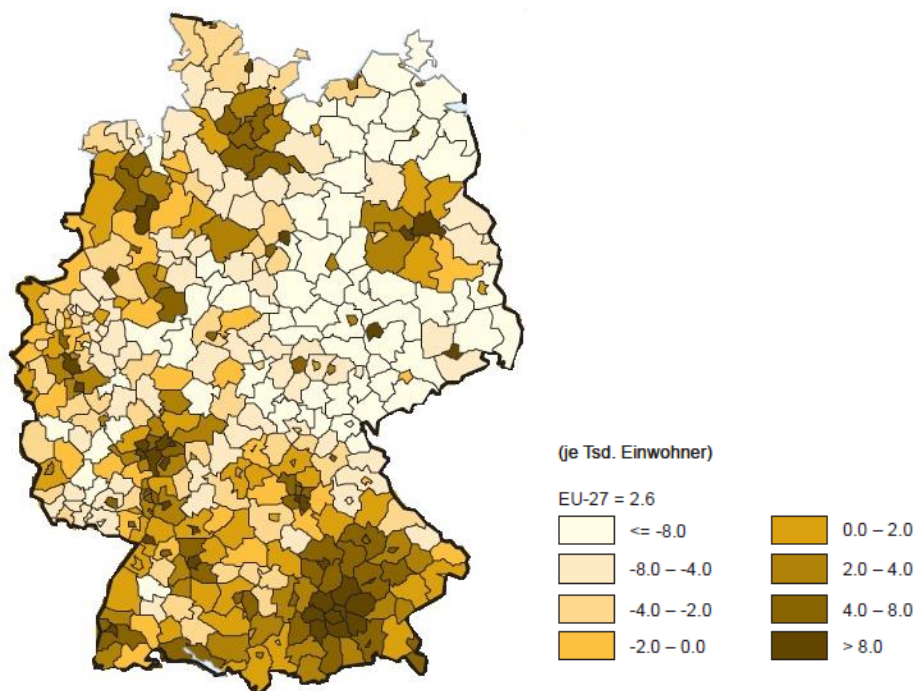 (je Tsd. Einwohner)
EU-27 = 2.6
<= -8.0
-8.0 – -4.0
-4.0 – -2.0
-2.0 – 0.0
0.0 – 2.0
2.0 – 4.0
4.0 – 8.0
> 8.0